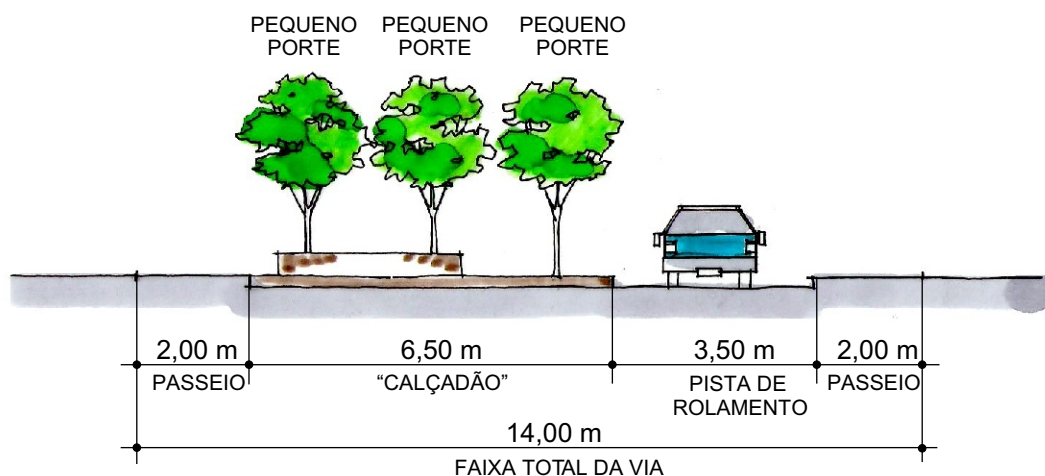 PEQUENO PORTE
PEQUENO PORTE
PEQUENO PORTE
2,00 m
PASSEIO
6,50 m
“CALÇADÃO”
3,50 m
PISTA DE
ROLAMENTO
2,00 m
PASSEIO
14,00 m
FAIXA TOTAL DA VIA